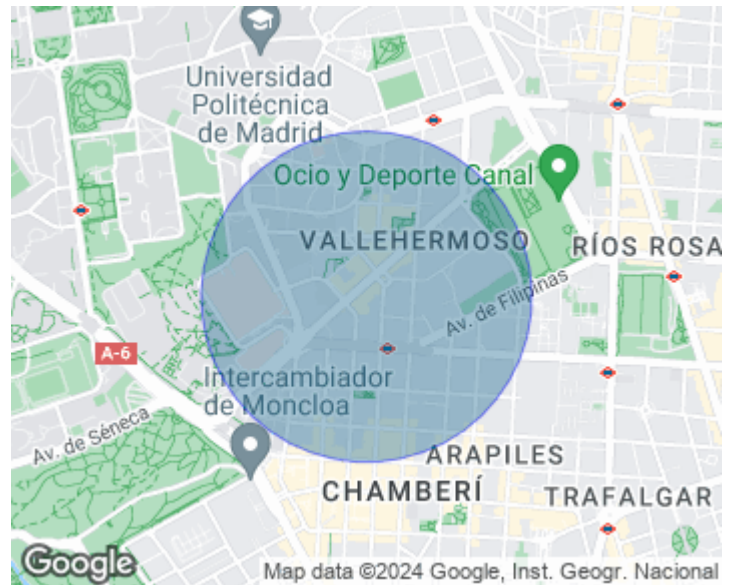 Universidad
Politécnica
de Madrid
Ocio y Deporte Canal
VALLEHERMOSO
RÍOS ROSA
Av. de Filipinas
A-6
Intercambiador
de Moncloa
Av. de Séneca
ARAPILES
CHAMBERÍ
TRAFALGAR
Google
Map data ©2024 Google, Inst. Geogr. Nacional